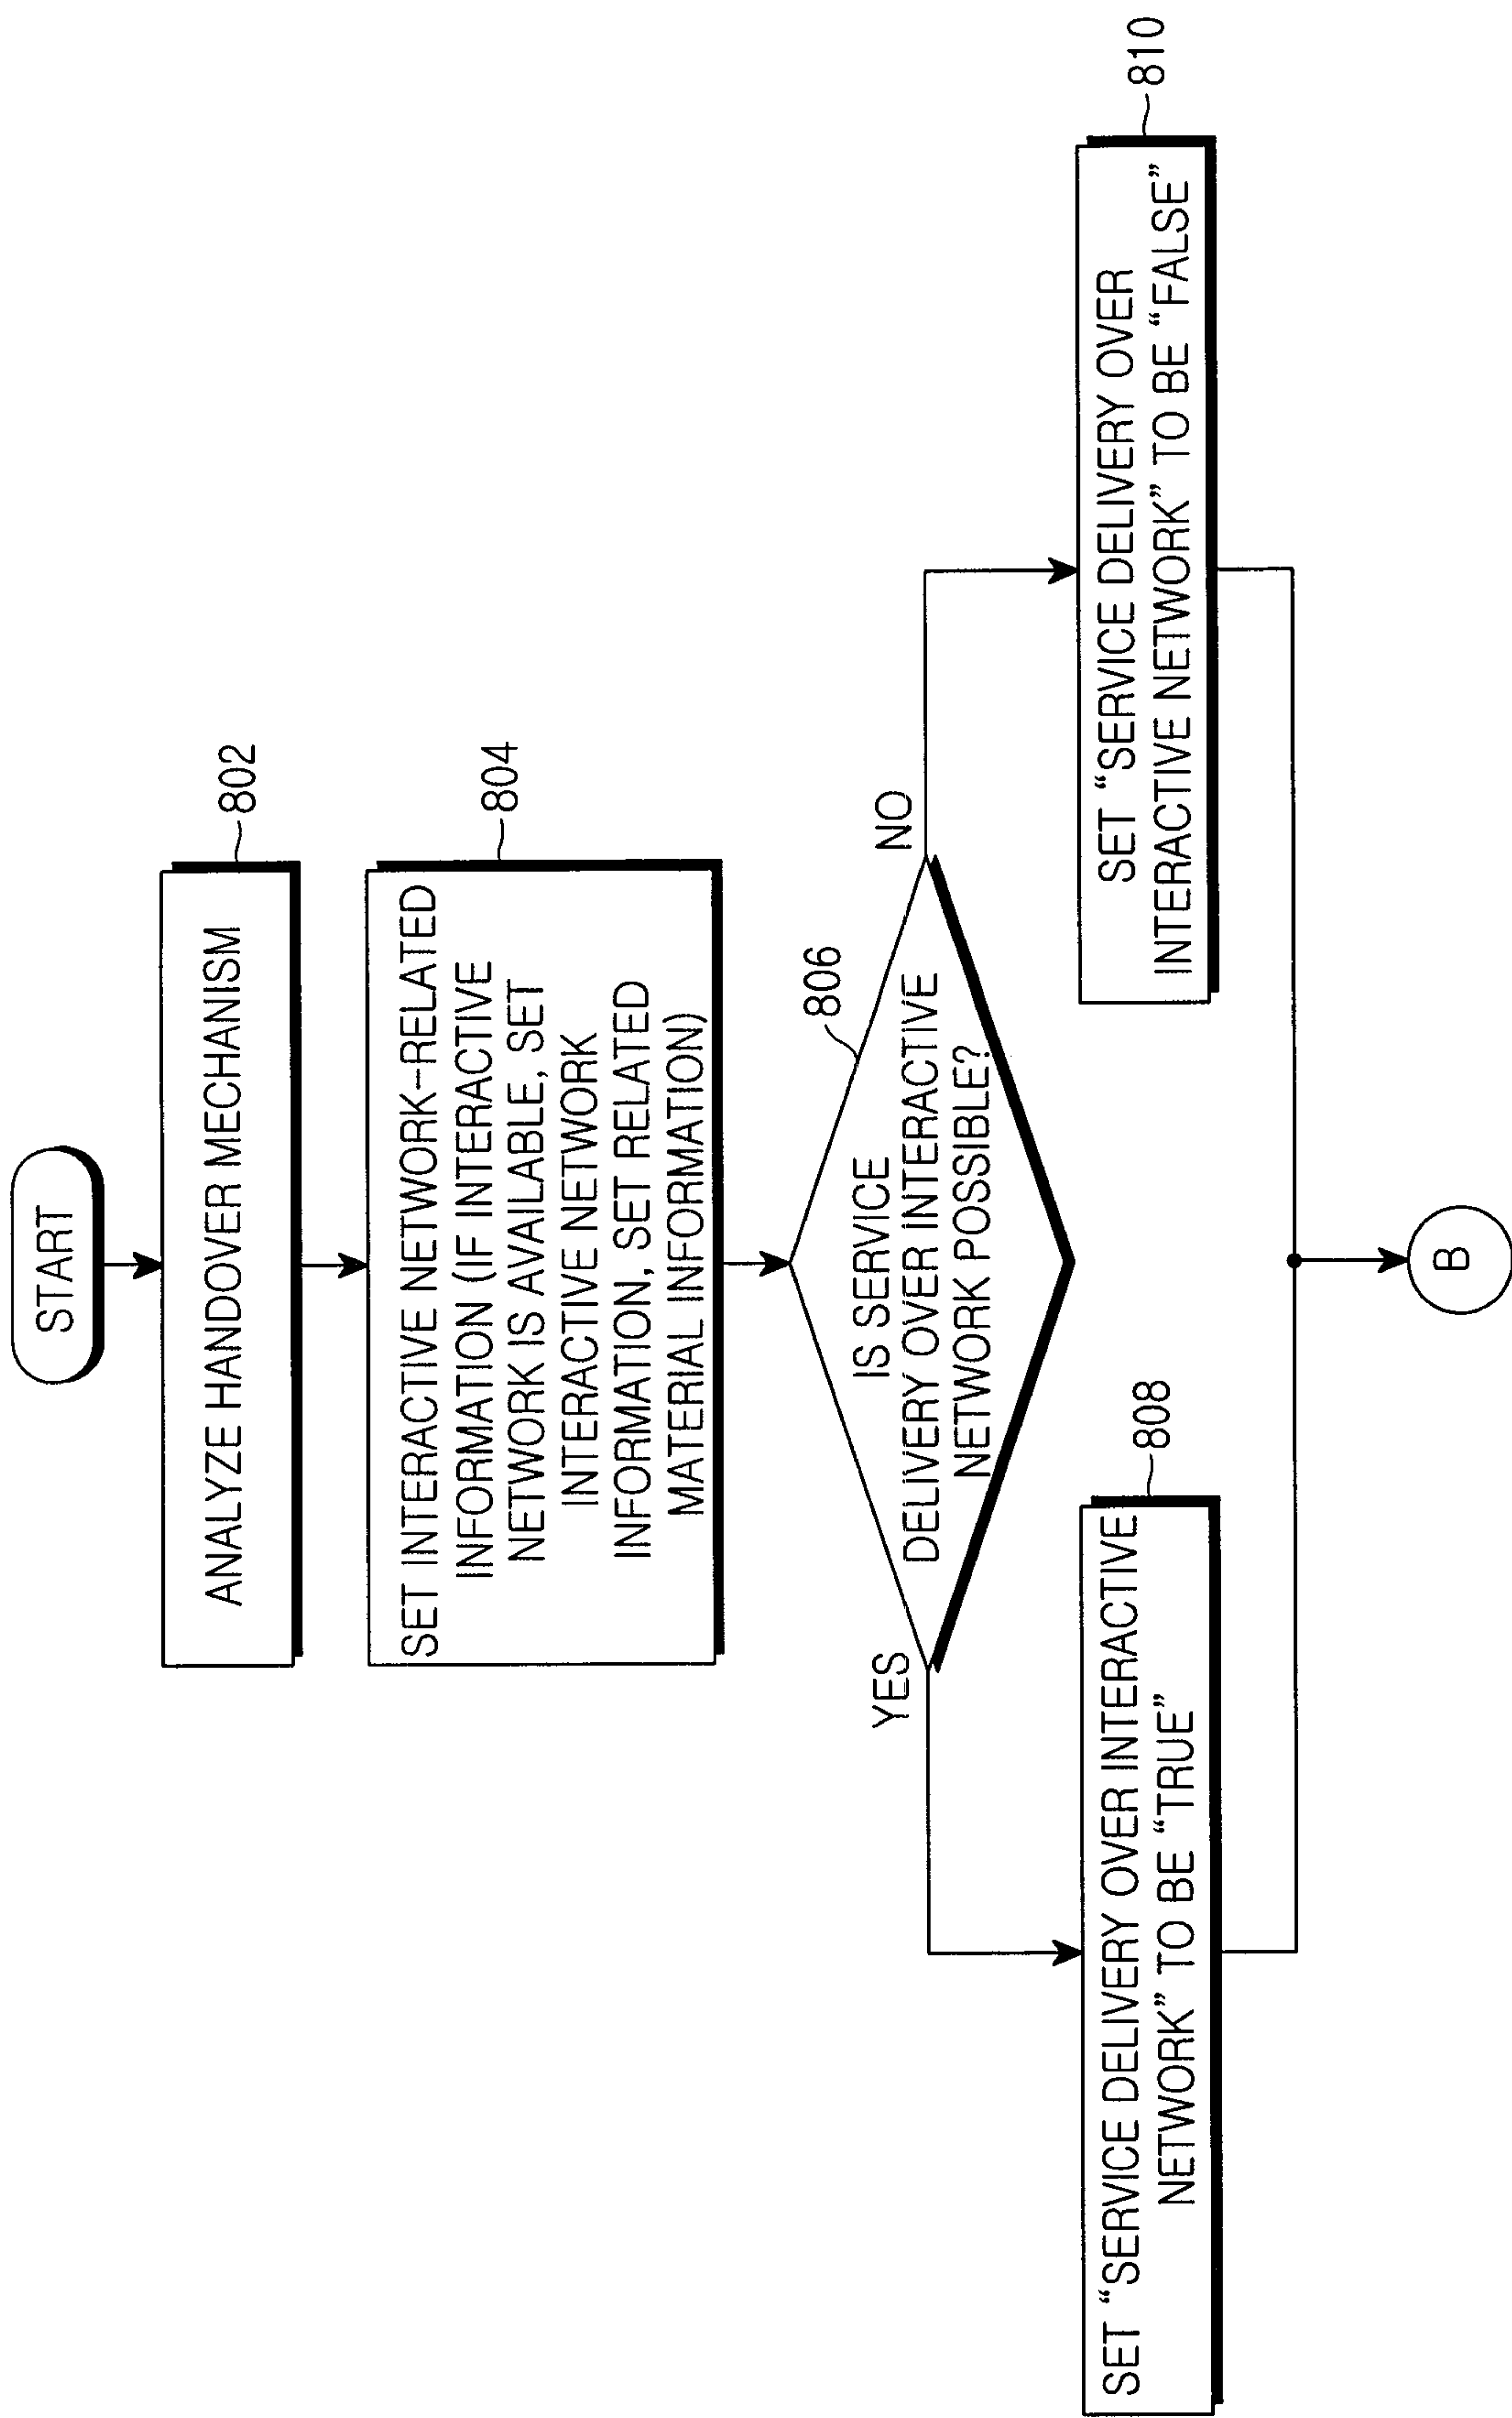 START
ANALYZE HANDOVER MECHANISM
802
SET INTERACTIVE NETWORK-RELATED
INFORMATION (IF INTERACTIVE
NETWORK IS AVAILABLE, SET
INTERACTIVE NETWORK
INFORMATION, SET RELATED
MATERIAL INFORMATION)
804
806
IS SERVICE
DELIVERY OVER INTERACTIVE
NETWORK POSSIBLE?
YES
NO
SET “SERVICE DELIVERY OVER INTERACTIVE
NETWORK” TO BE “TRUE”
808
SET “SERVICE DELIVERY OVER
INTERACTIVE NETWORK” TO BE “FALSE”
810
B